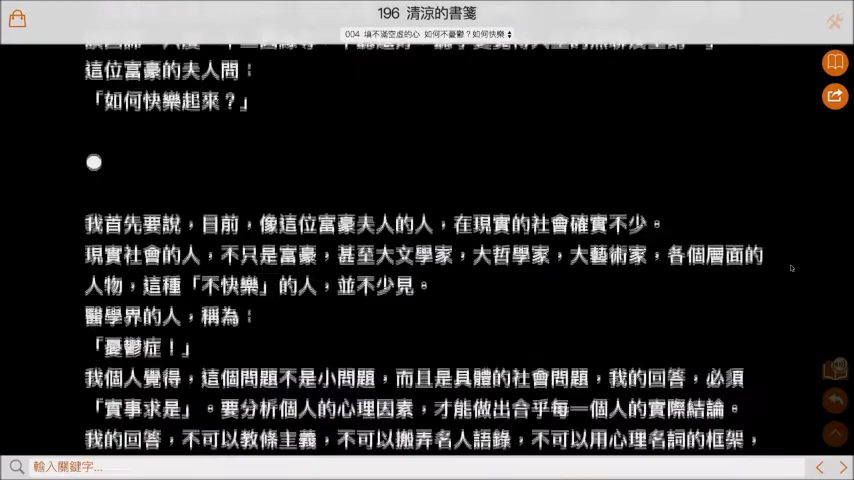 196 清涼的書箋
004 填不滿空虛的心 如何不憂鬱？如何快樂
這位富豪的夫人問：
「如何快樂起來？」
我首先要說，目前，像這位富豪夫人的人，在現實的社會確實不少。
現實社會的人，不只是富豪，甚至大文學家，大哲學家，大藝術家，各個層面的
人物，這種「不快樂」的人，並不少見。
醫學界的人，稱為：
「憂鬱症！」
我個人覺得，這個問題不是小問題，而且是具體的社會問題，我的回答，必須
「實事求是」。要分析個人的心理因素，才能做出合乎每一個人的實際結論。
我的回答，不可以教條主義，不可以搬弄名人語錄，不可以用心理名詞的框架，
輸入關鍵字...